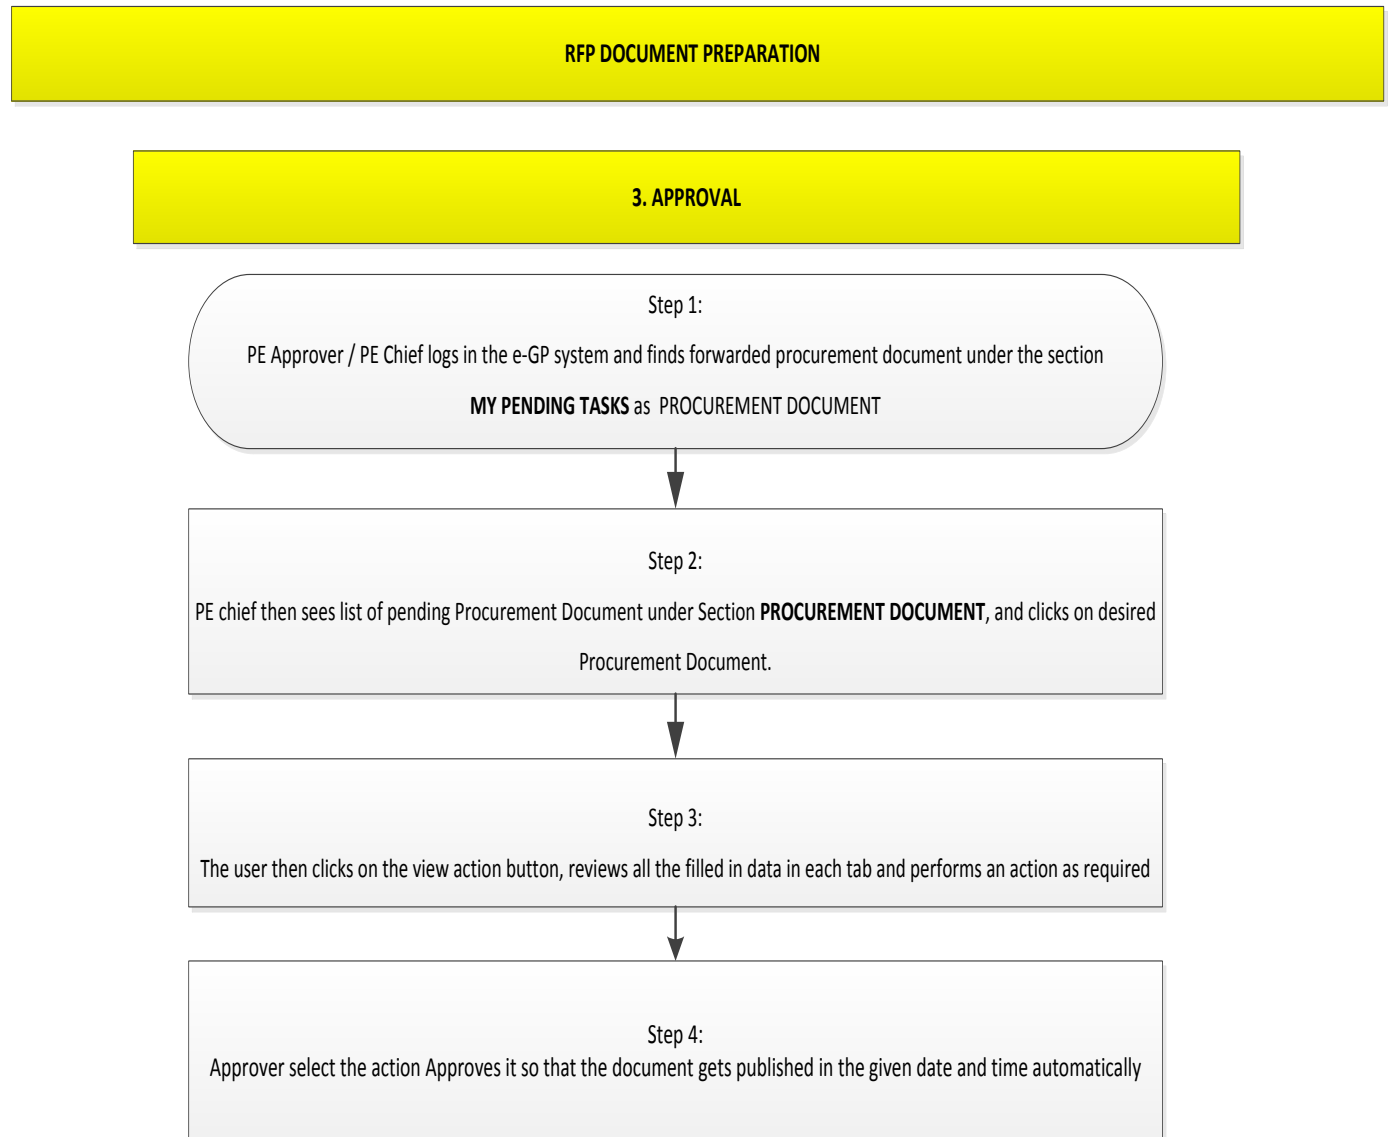 RFP DOCUMENT PREPARATION
3. APPROVAL
Step 1:
PE Approver / PE Chief logs in the e-GP system and finds forwarded procurement document under the section
MY PENDING TASKS as PROCUREMENT DOCUMENT
Step 2:
PE chief then sees list of pending Procurement Document under Section PROCUREMENT DOCUMENT, and clicks on desired
Procurement Document.
Step 3:
The user then clicks on the view action button, reviews all the filled in data in each tab and performs an action as required
Step 4:
Approver select the action Approves it so that the document gets published in the given date and time automatically